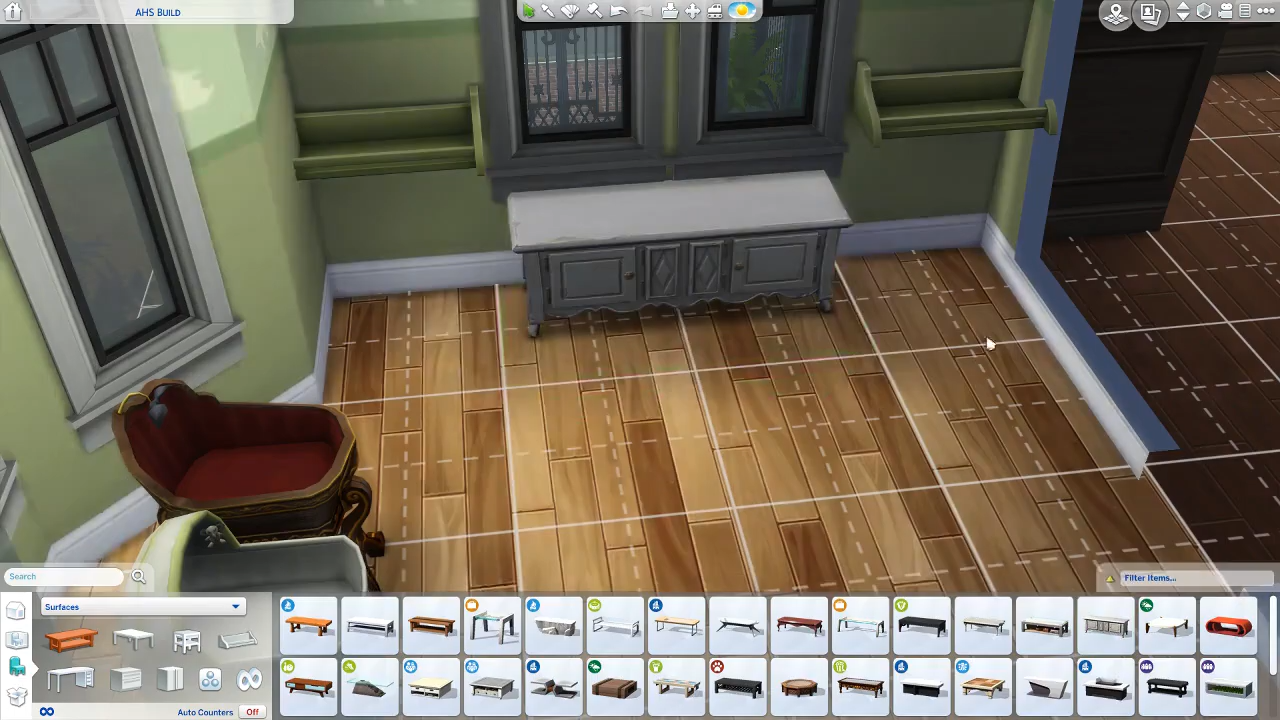 AHS BUILD
Search
Filter Items...
Surfaces
Auto Counters Off